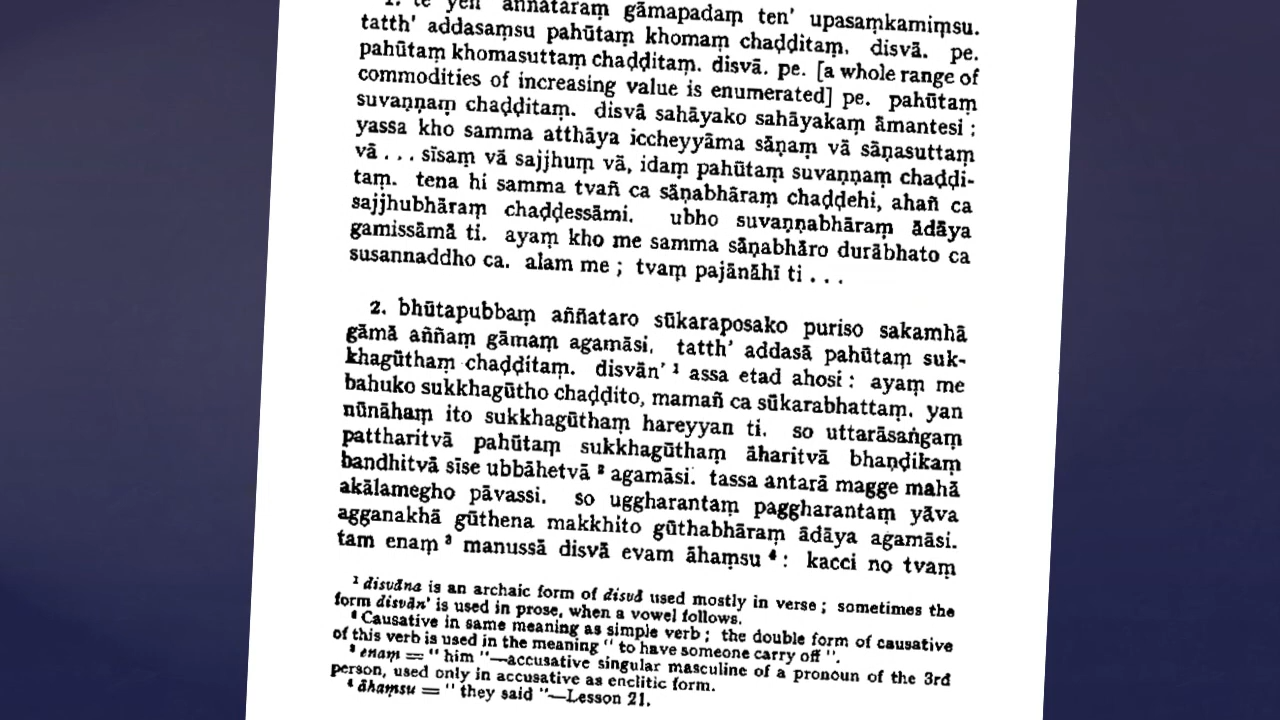 1. te yen' aññataraṃ gāmapadaṃ ten' upasaṃkamiṃsu.
tatth' addasaṃsu pahūtaṃ khomaṃ chaḍḍitaṃ. disvā. pe.
pahūtaṃ khomasuttaṃ chaḍḍitaṃ. disvā. pe. [a whole range of
commodities of increasing value is enumerated] pe. pahūtaṃ
suvaṇṇaṃ chaḍḍitaṃ. disvā sahāyako sahāyakaṃ āmantesi :
yassa kho samma atthāya iccheyyāma sāṇaṃ vā sāṇasuttaṃ
vā . . . sīsaṃ vā sajjhuṃ vā, idaṃ pahūtaṃ suvaṇṇaṃ chaḍḍi-
taṃ. tena hi samma tvañ ca sāṇabhāraṃ chaḍḍehi, ahañ ca
sajjhubhāraṃ chaḍḍessāmi. ubho suvaṇṇabhāraṃ ādāya
gamissāmā ti. ayaṃ kho me samma sāṇabhāro durābhato ca
susannaddho ca. alam me ; tvaṃ pajānāhī ti . . .
2. bhūtapubbaṃ aññataro sūkaraposako puriso sakamhā
gāmā aññaṃ gāmaṃ agamāsi. tatth' addasā pahūtaṃ suk-
khagūthaṃ chaḍḍitaṃ. disvān' ¹ assa etad ahosi : ayaṃ me
bahuko sukkhagūtho chaḍḍito, mamañ ca sūkarabhattaṃ. yan
nūnāhaṃ ito sukkhagūthaṃ hareyyan ti. so uttarāsaṅgaṃ
pattharitvā pahūtaṃ sukkhagūthaṃ āharitvā bhaṇḍikaṃ
bandhitvā sīse ubbāhetvā ² agamāsi. tassa antarā magge mahā
akālamegho pāvassi. so uggharantaṃ paggharantaṃ yāva
agganakhā gūthena makkhito gūthabhāraṃ ādāya agamāsi.
tam enaṃ ³ manussā disvā evam āhaṃsu ⁴ : kacci no tvaṃ
¹ disvāna is an archaic form of disvā used mostly in verse ; sometimes the
form disvān' is used in prose, when a vowel follows.
² Causative in same meaning as simple verb ; the double form of causative
of this verb is used in the meaning " to have someone carry off ".
³ enaṃ = " him "—accusative singular masculine of a pronoun of the 3rd
person, used only in accusative as enclitic form.
⁴ āhaṃsu = " they said "—Lesson 21.